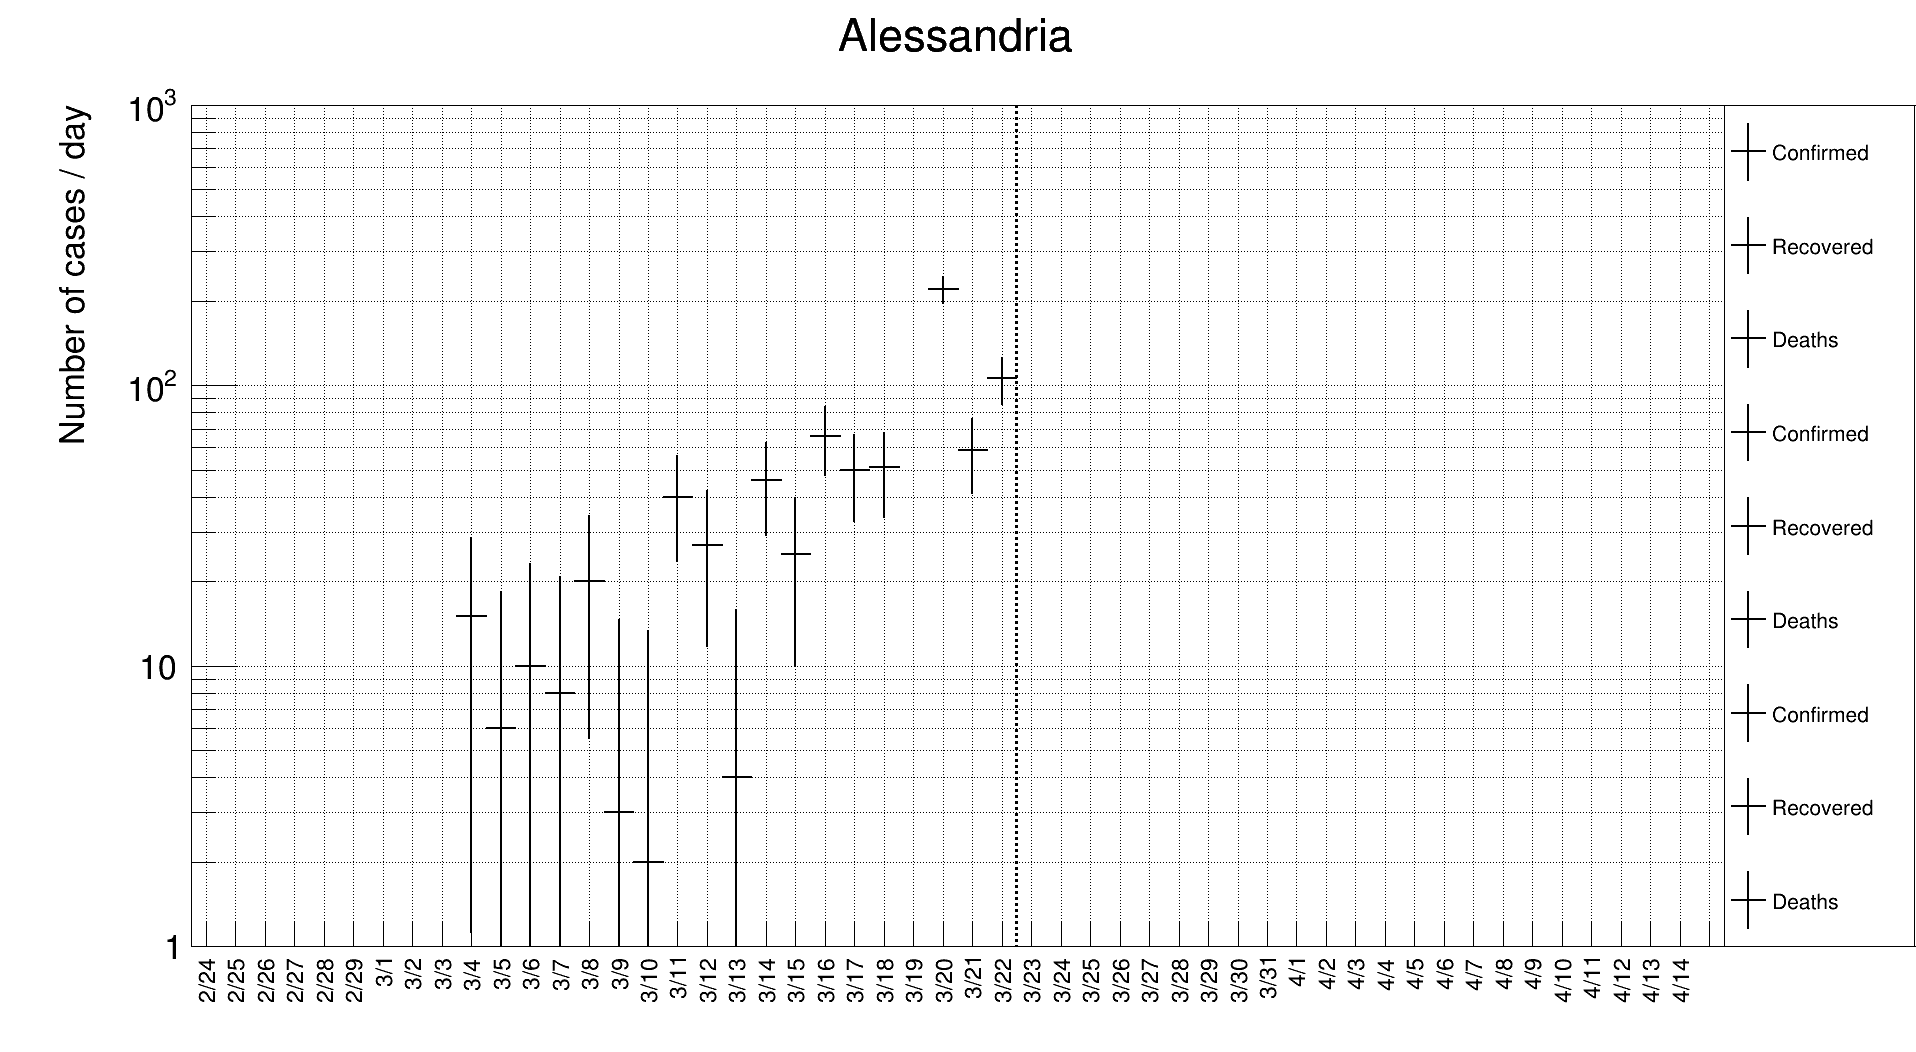 Alessandria
Number of cases / day
10³
10²
10
1
2/24 2/25 2/26 2/27 2/28 2/29 3/1 3/2 3/3 3/4 3/5 3/6 3/7 3/8 3/9 3/10 3/11 3/12 3/13 3/14 3/15 3/16 3/17 3/18 3/19 3/20 3/21 3/22 3/23 3/24 3/25 3/26 3/27 3/28 3/29 3/30 3/31 4/1 4/2 4/3 4/4 4/5 4/6 4/7 4/8 4/9 4/10 4/11 4/12 4/13 4/14
Confirmed
Recovered
Deaths
Confirmed
Recovered
Deaths
Confirmed
Recovered
Deaths